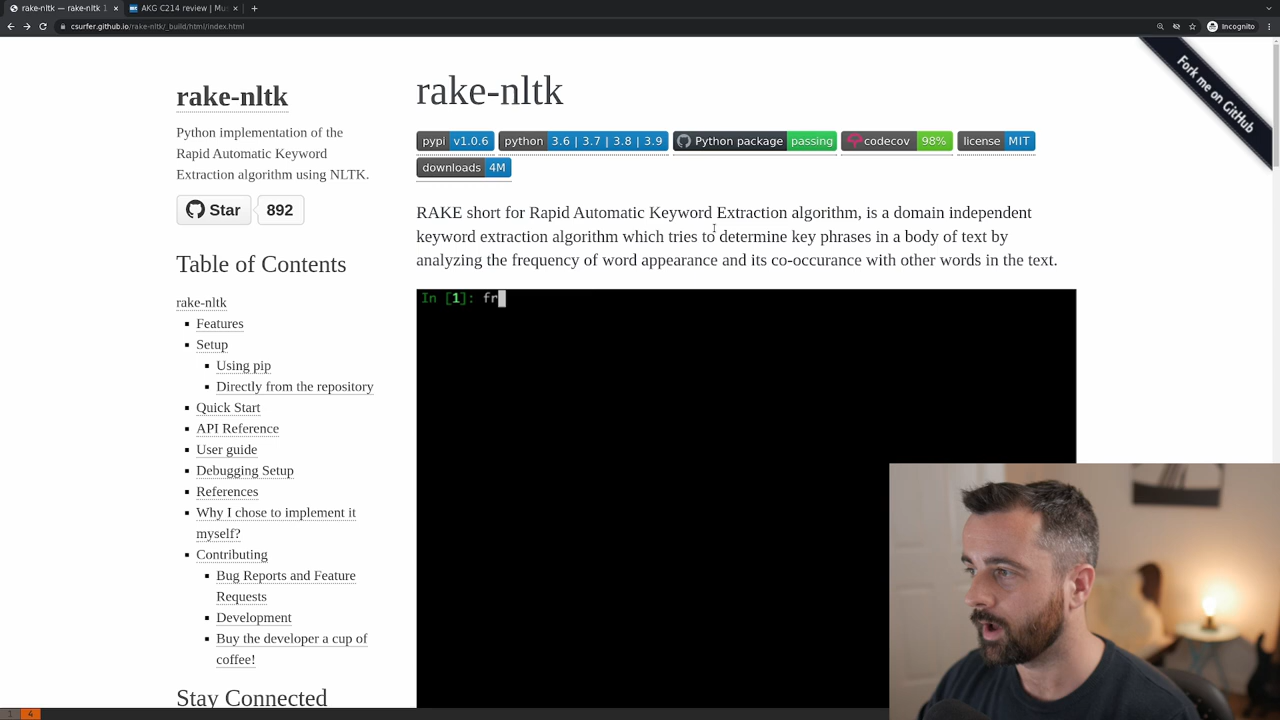 rake-nltk — rake-nltk 1
AKG C214 review | Mu
csurfer.github.io/rake-nltk/_build/html/index.html
Incognito
Fork me on GitHub
rake-nltk
Python implementation of the
Rapid Automatic Keyword
Extraction algorithm using NLTK.
Star 892
Table of Contents
rake-nltk
Features
Setup
Using pip
Directly from the repository
Quick Start
API Reference
User guide
Debugging Setup
References
Why I chose to implement it
myself?
Contributing
Bug Reports and Feature
Requests
Development
Buy the developer a cup of
coffee!
Stay Connected
rake-nltk
pypi v1.0.6 python 3.6 | 3.7 | 3.8 | 3.9 Python package passing codecov 98% license MIT
downloads 4M
RAKE short for Rapid Automatic Keyword Extraction algorithm, is a domain independent
keyword extraction algorithm which tries to determine key phrases in a body of text by
analyzing the frequency of word appearance and its co-occurance with other words in the text.
In [1]: fr
1 4